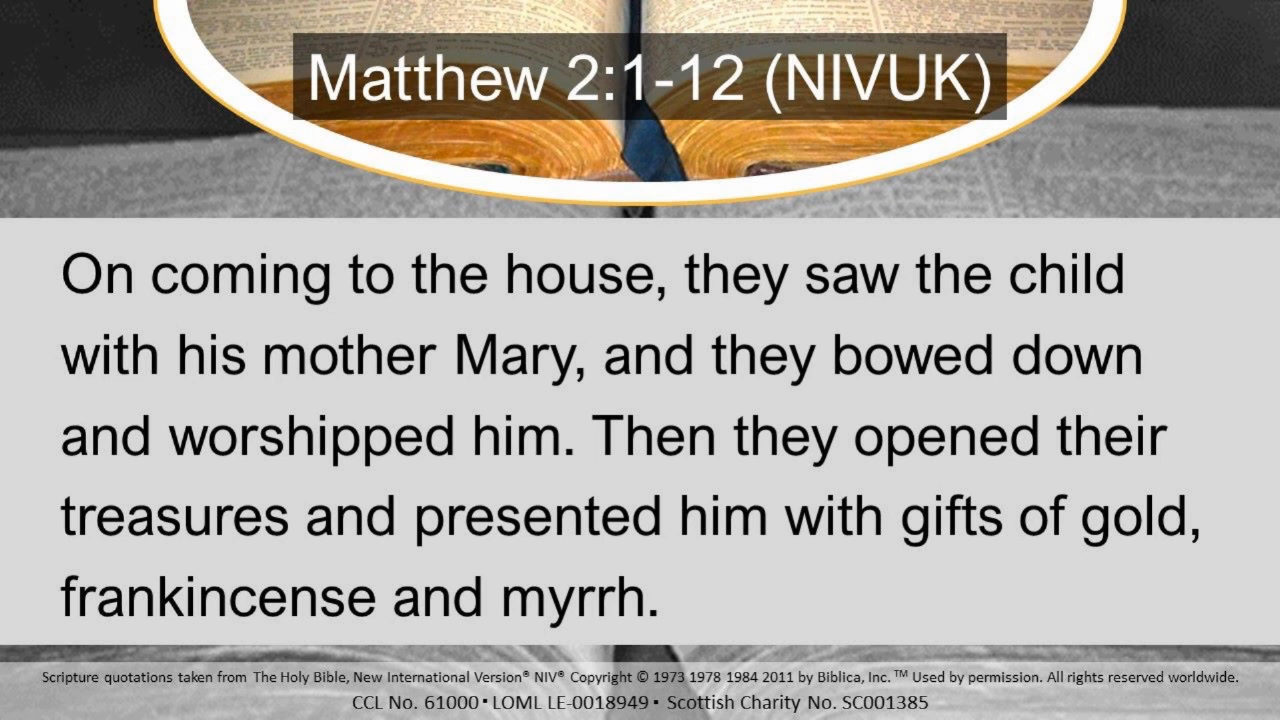 Matthew 2:1-12 (NIVUK)
On coming to the house, they saw the child
with his mother Mary, and they bowed down
and worshipped him. Then they opened their
treasures and presented him with gifts of gold,
frankincense and myrrh.
Scripture quotations taken from The Holy Bible, New International Version® NIV® Copyright © 1973 1978 1984 2011 by Biblica, Inc.™ Used by permission. All rights reserved worldwide.
CCL No. 61000▪LOML LE-0018949▪ Scottish Charity No. SC001385